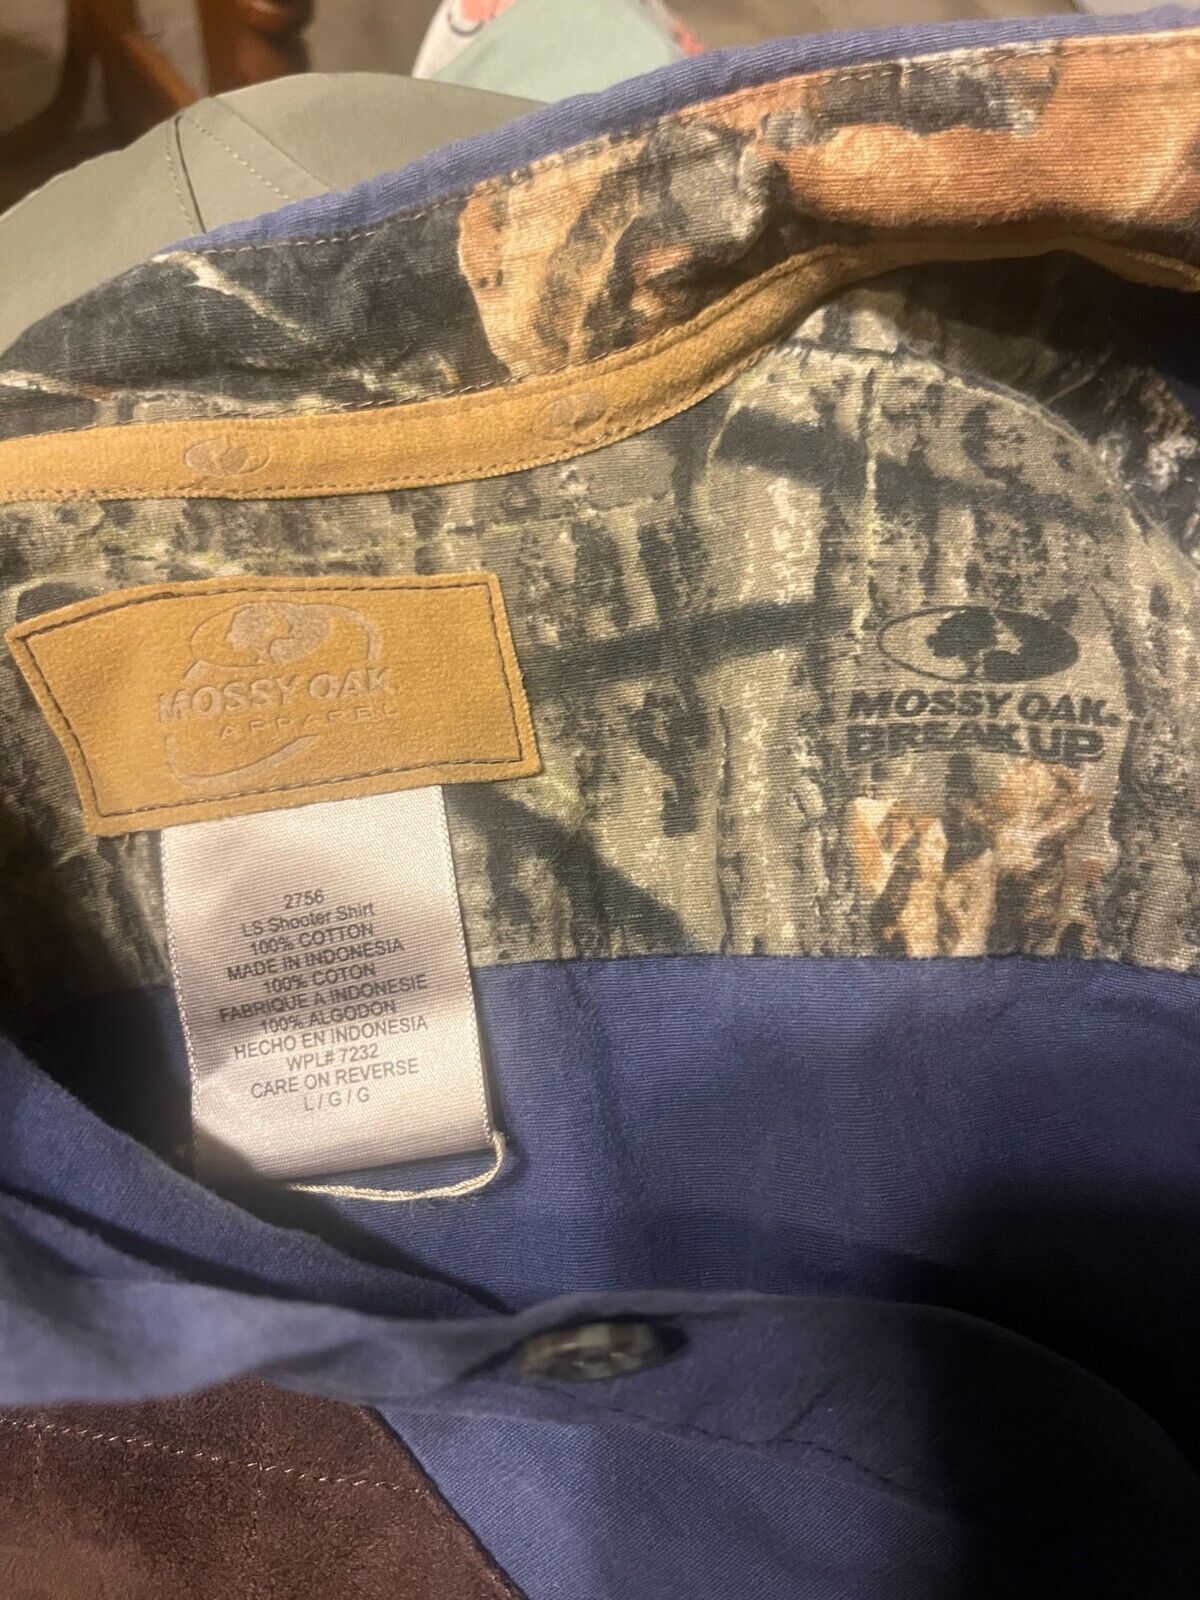 MOSSY OAK
APPAREL
MOSSY OAK®
BREAK UP
2756
LS Shooter Shirt
100% COTTON
MADE IN INDONESIA
100% COTON
FABRIQUE A INDONESIE
100% ALGODON
HECHO EN INDONESIA
WPL# 7232
CARE ON REVERSE
L / G / G